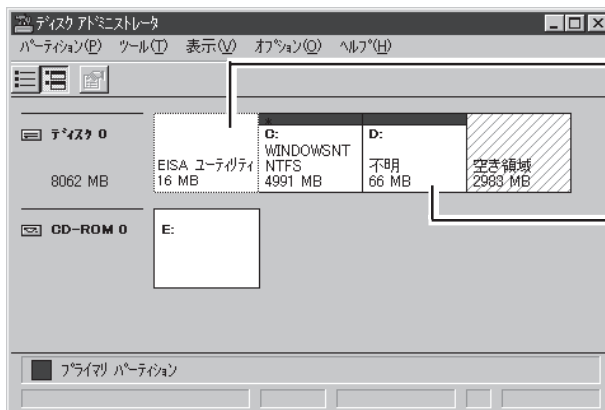 ﾃﾞｨｽｸ ｱﾄﾞﾐﾆｽﾄﾚｰﾀ
ﾊﾟｰﾃｨｼｮﾝ(P) ﾂｰﾙ(T) 表示(V) ｵﾌﾟｼｮﾝ(O) ﾍﾙﾌﾟ(H)
ﾃﾞｨｽｸ 0
8062 MB
EISA ﾕｰﾃｨﾘﾃｨ
16 MB
C:
WINDOWSNT
NTFS
4991 MB
D:
不明
66 MB
空き領域
2983 MB
CD-ROM 0
E:
ﾌﾟﾗｲﾏﾘ ﾊﾟｰﾃｨｼｮﾝ